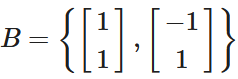 B = { [ 1 1 ] , [ −1 1 ] }